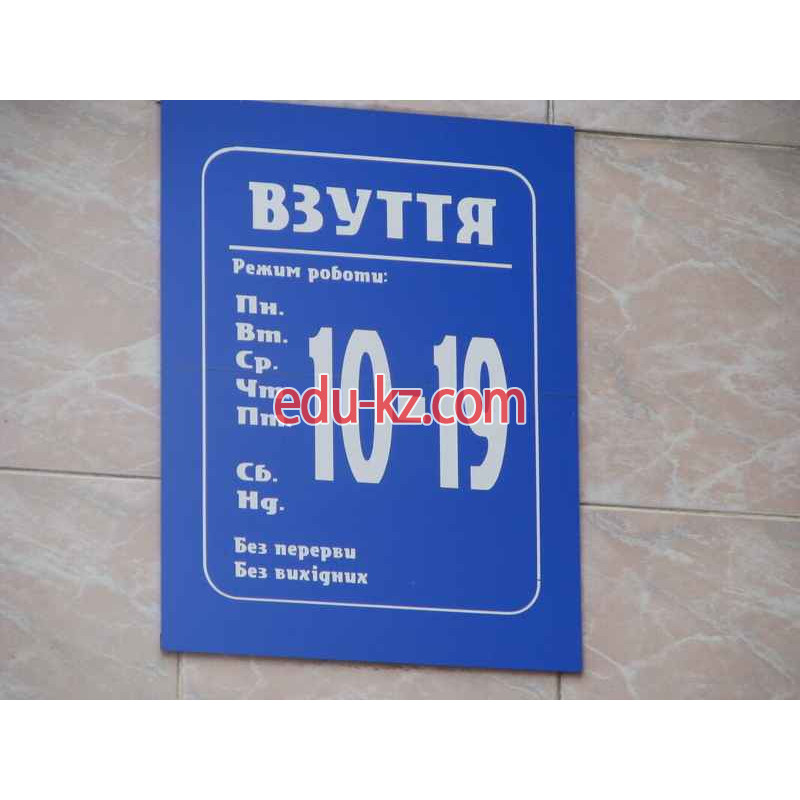 ВЗУТТЯ
Режим роботи:
Пн.
Вт.
Ср.
Чт.
Пт.
Сб.
Нд.
10-19
Без перерви
Без вихідних
edu-kz.com